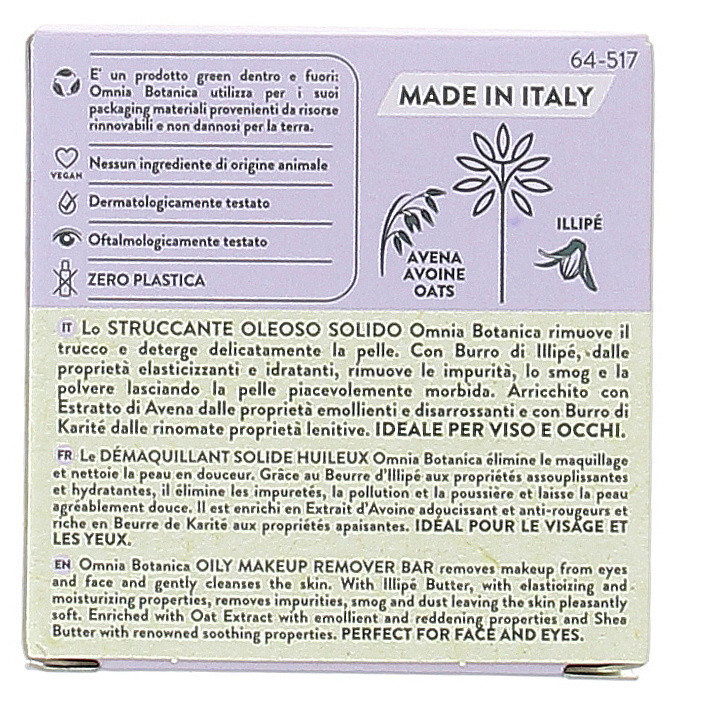 64-517
E' un prodotto green dentro e fuori:
Omnia Botanica utilizza per i suoi
packaging materiali provenienti da risorse
rinnovabili e non dannosi per la terra.
VEGAN
Nessun ingrediente di origine animale
Dermatologicamente testato
Oftalmologicamente testato
ZERO PLASTICA
MADE IN ITALY
AVENA
AVOINE
OATS
ILLIPÉ
IT Lo STRUCCANTE OLEOSO SOLIDO Omnia Botanica rimuove il
trucco e deterge delicatamente la pelle. Con Burro di Illipé, dalle
proprietà elasticizzanti e idratanti, rimuove le impurità, lo smog e la
polvere lasciando la pelle piacevolmente morbida. Arricchito con
Estratto di Avena dalle proprietà emollienti e disarrossanti e con Burro di
Karité dalle rinomate proprietà lenitive. IDEALE PER VISO E OCCHI.
FR Le DÉMAQUILLANT SOLIDE HUILEUX Omnia Botanica élimine le maquillage
et nettoie la peau en douceur. Grâce au Beurre d'Illipé aux propriétés assouplissantes
et hydratantes, il élimine les impuretés, la pollution et la poussière et laisse la peau
agréablement douce. Il est enrichi en Extrait d'Avoine adoucissant et anti-rougeurs et
riche en Beurre de Karité aux propriétés apaisantes. IDÉAL POUR LE VISAGE ET
LES YEUX.
EN Omnia Botanica OILY MAKEUP REMOVER BAR removes makeup from eyes
and face and gently cleanses the skin. With Illipé Butter, with elasticizing and
moisturizing properties, removes impurities, smog and dust leaving the skin pleasantly
soft. Enriched with Oat Extract with emollient and reddening properties and Shea
Butter with renowned soothing properties. PERFECT FOR FACE AND EYES.